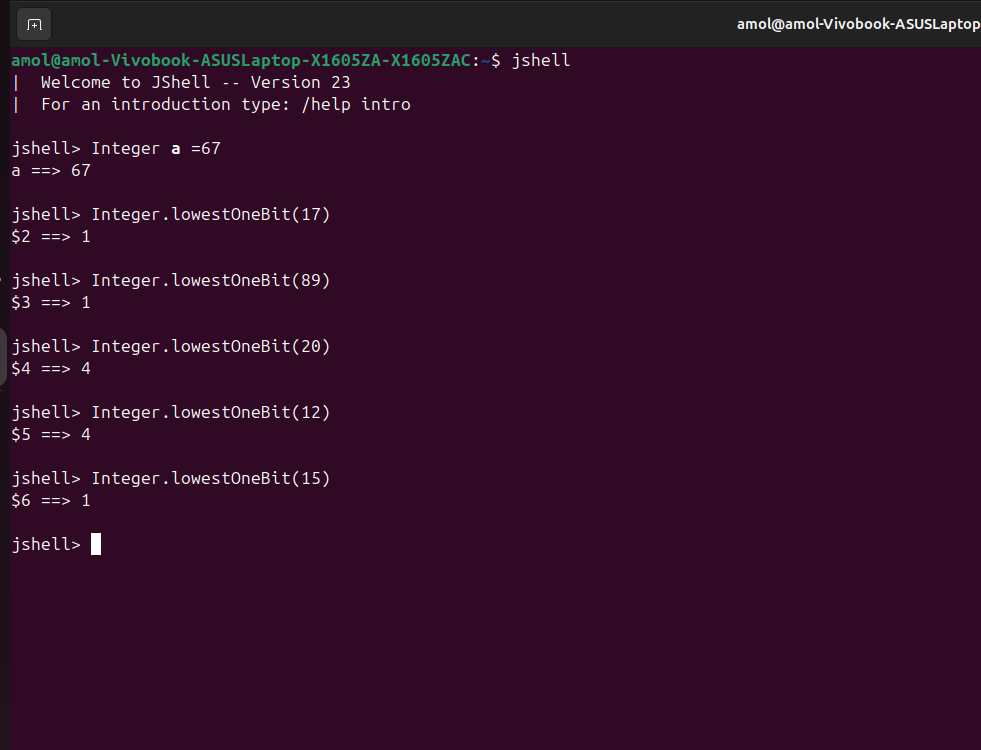 amol@amol-Vivobook-ASUSLaptop
amol@amol-Vivobook-ASUSLaptop-X1605ZA-X1605ZAC:~$ jshell
|  Welcome to JShell -- Version 23
|  For an introduction type: /help intro
jshell> Integer a =67
a ==> 67
jshell> Integer.lowestOneBit(17)
$2 ==> 1
jshell> Integer.lowestOneBit(89)
$3 ==> 1
jshell> Integer.lowestOneBit(20)
$4 ==> 4
jshell> Integer.lowestOneBit(12)
$5 ==> 4
jshell> Integer.lowestOneBit(15)
$6 ==> 1
jshell>